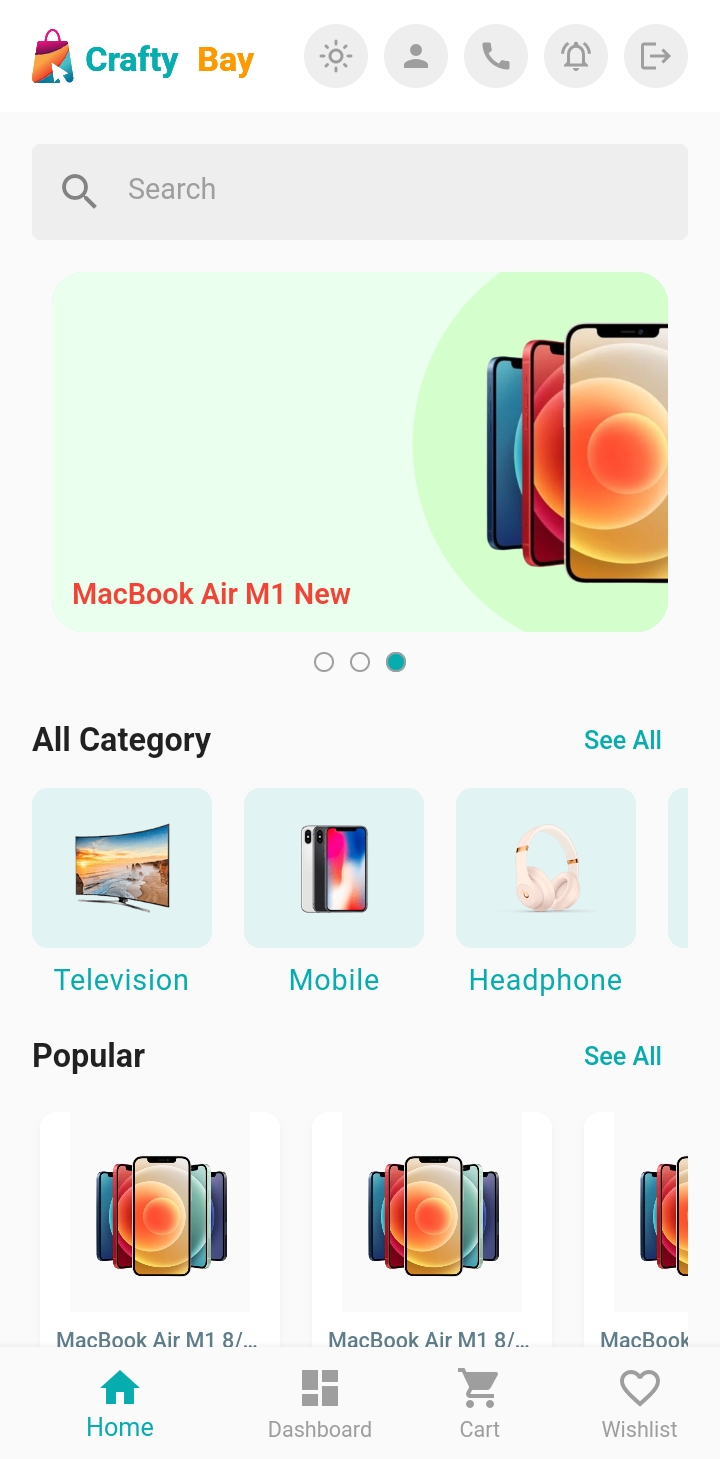 Crafty Bay
Search
MacBook Air M1 New
All Category
See All
Television
Mobile
Headphone
Popular
See All
MacBook Air M1 8/...
MacBook Air M1 8/...
MacBook
Home
Dashboard
Cart
Wishlist